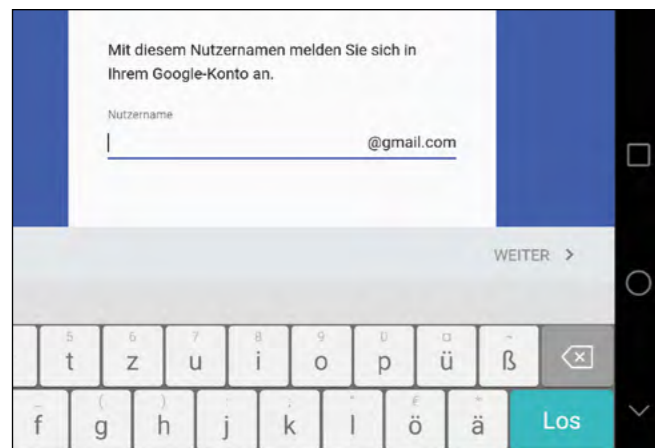 Mit diesem Nutzernamen melden Sie sich in
Ihrem Google-Konto an.
Nutzername
@gmail.com
WEITER >
5 6 7 8 9 0
t z u i o p ü ß
f g h j k l ö ä Los